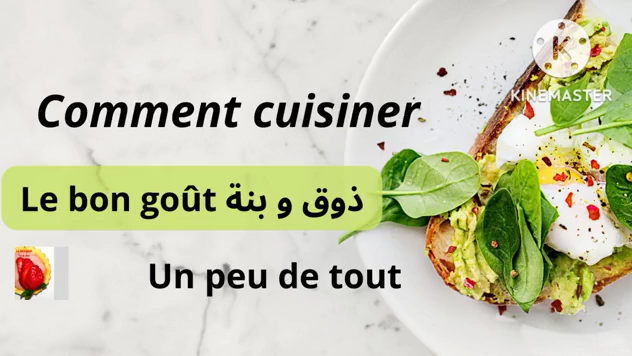 Comment cuisiner
KINEMASTER
Le bon goût ذوق و بنة
Un peu de tout